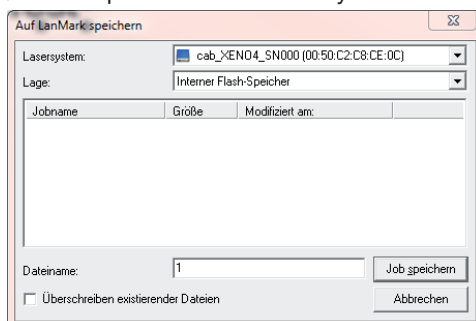 Auf LanMark speichern
Lasersystem: cab_XENO4_SN000 (00:50:C2:C8:CE:0C)
Lage: Interner Flash-Speicher
Jobname Größe Modifiziert am:
Dateiname: 1 Job speichern
Überschreiben existierender Dateien Abbrechen